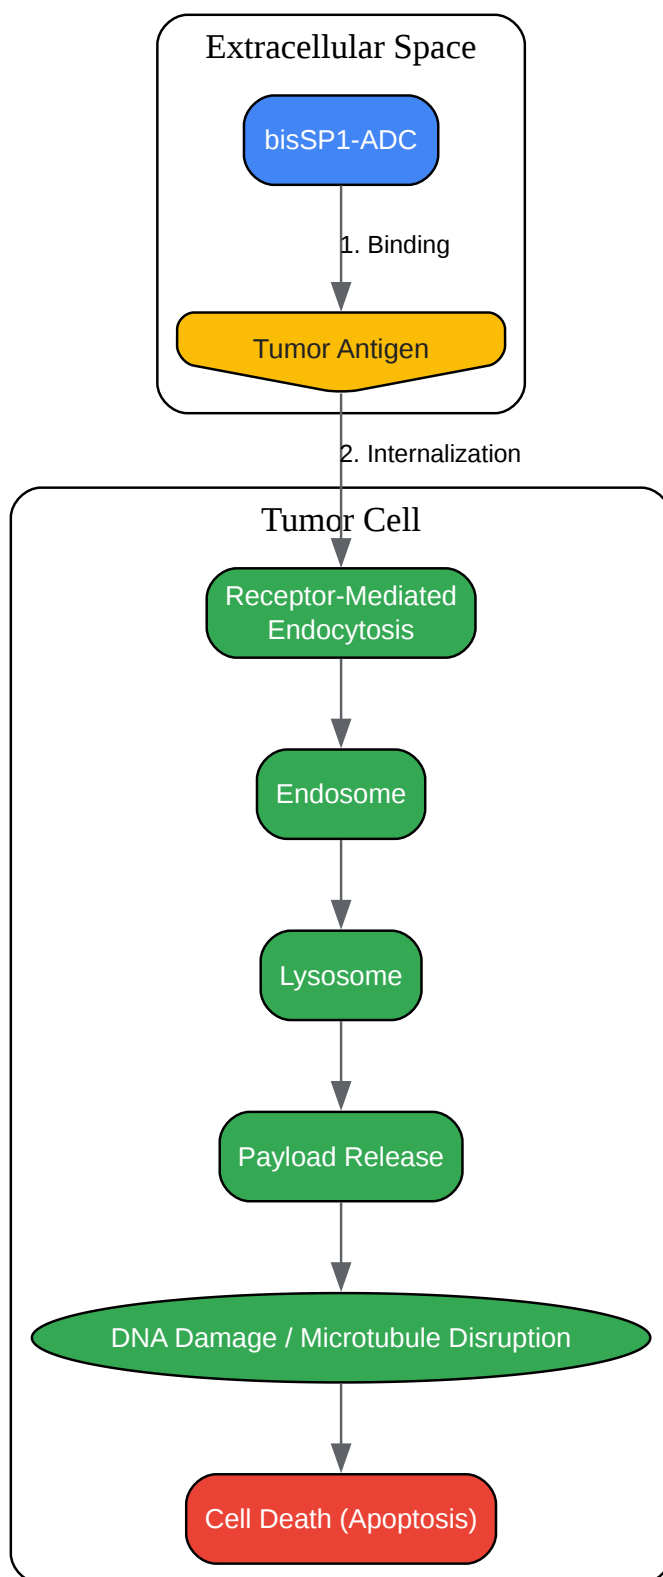 Extracellular Space
bisSP1-ADC
1. Binding
Tumor Antigen
2. Internalization
Tumor Cell
Receptor-Mediated
Endocytosis
Endosome
Lysosome
Payload Release
DNA Damage / Microtubule Disruption
Cell Death (Apoptosis)